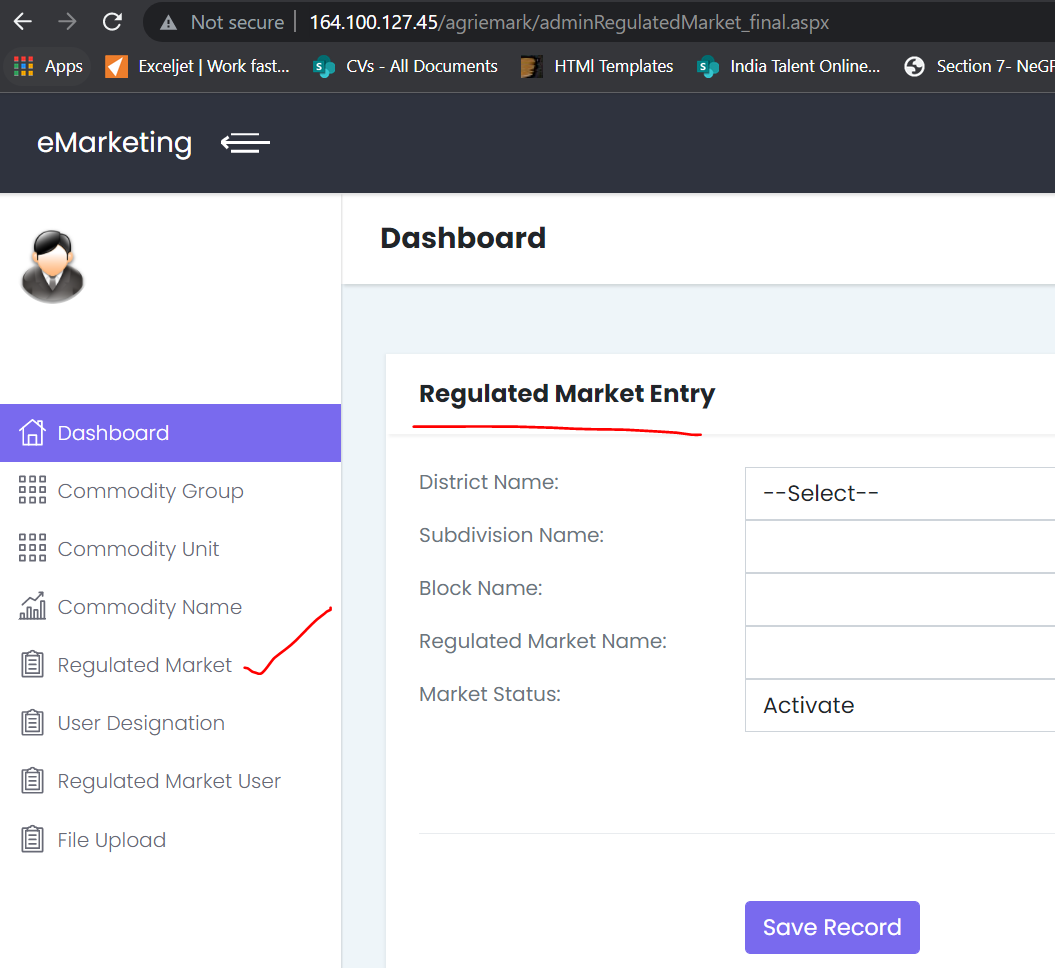 Not secure | 164.100.127.45/agriemark/adminRegulatedMarket_final.aspx
Apps Exceljet | Work fast... CVs - All Documents HTMl Templates India Talent Online... Section 7- NeGP
eMarketing
Dashboard
Dashboard
Commodity Group
Commodity Unit
Commodity Name
Regulated Market
User Designation
Regulated Market User
File Upload
Regulated Market Entry
District Name: --Select--
Subdivision Name:
Block Name:
Regulated Market Name:
Market Status: Activate
Save Record